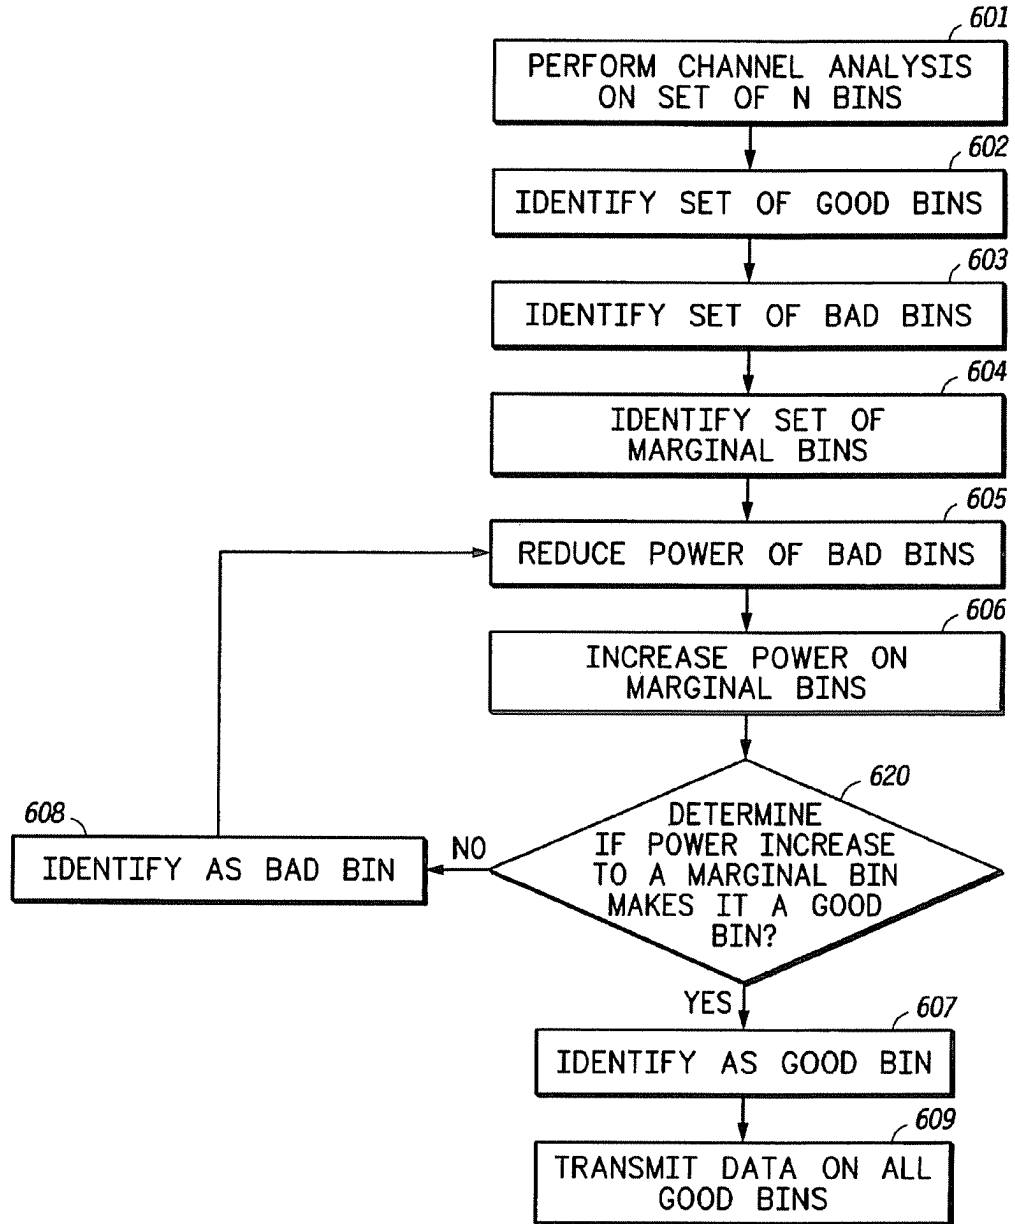 601
PERFORM CHANNEL ANALYSIS
ON SET OF N BINS
602
IDENTIFY SET OF GOOD BINS
603
IDENTIFY SET OF BAD BINS
604
IDENTIFY SET OF
MARGINAL BINS
605
REDUCE POWER OF BAD BINS
606
INCREASE POWER ON
MARGINAL BINS
620
DETERMINE
IF POWER INCREASE
TO A MARGINAL BIN
MAKES IT A GOOD
BIN?
NO
608
IDENTIFY AS BAD BIN
YES
607
IDENTIFY AS GOOD BIN
609
TRANSMIT DATA ON ALL
GOOD BINS